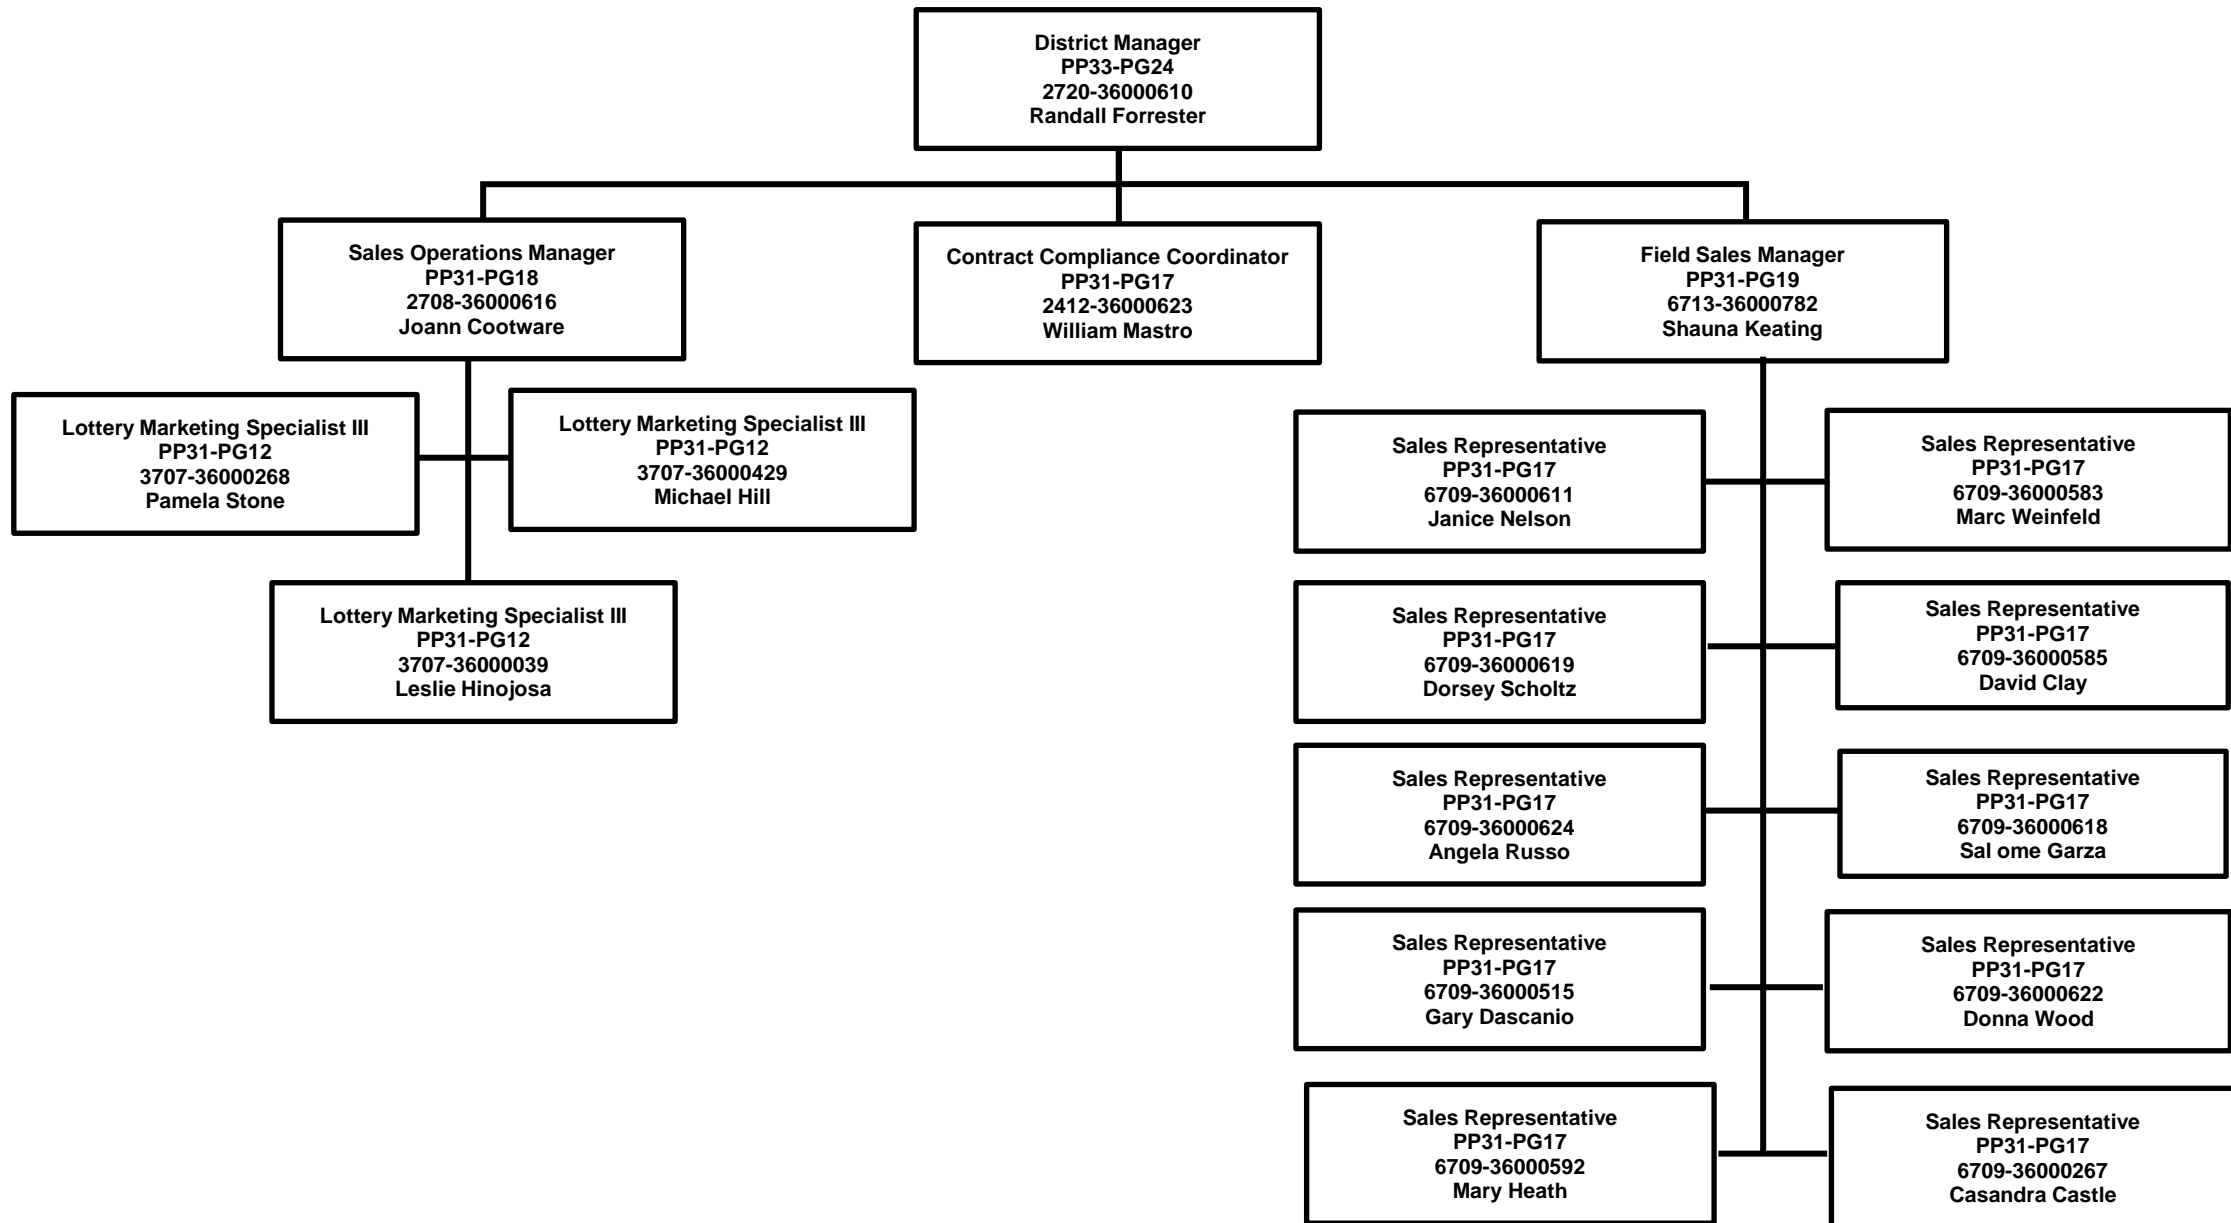 District Manager
PP33-PG24
2720-36000610
Randall Forrester
Sales Operations Manager
PP31-PG18
2708-36000616
Joann Cootware
Contract Compliance Coordinator
PP31-PG17
2412-36000623
William Mastro
Field Sales Manager
PP31-PG19
6713-36000782
Shauna Keating
Lottery Marketing Specialist III
PP31-PG12
3707-36000268
Pamela Stone
Lottery Marketing Specialist III
PP31-PG12
3707-36000429
Michael Hill
Lottery Marketing Specialist III
PP31-PG12
3707-36000039
Leslie Hinojosa
Sales Representative
PP31-PG17
6709-36000611
Janice Nelson
Sales Representative
PP31-PG17
6709-36000583
Marc Weinfeld
Sales Representative
PP31-PG17
6709-36000619
Dorsey Scholtz
Sales Representative
PP31-PG17
6709-36000585
David Clay
Sales Representative
PP31-PG17
6709-36000624
Angela Russo
Sales Representative
PP31-PG17
6709-36000618
Sal ome Garza
Sales Representative
PP31-PG17
6709-36000515
Gary Dascanio
Sales Representative
PP31-PG17
6709-36000622
Donna Wood
Sales Representative
PP31-PG17
6709-36000592
Mary Heath
Sales Representative
PP31-PG17
6709-36000267
Casandra Castle